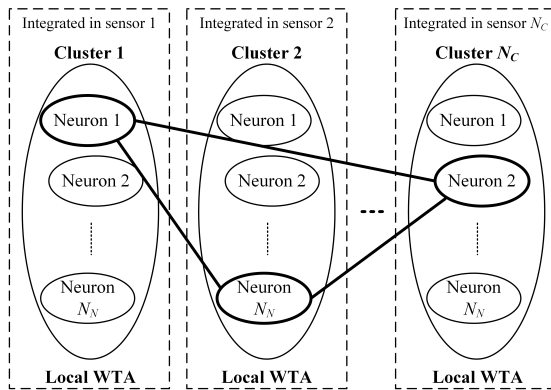 Integrated in sensor 1
Cluster 1
Neuron 1
Neuron 2
Neuron
N_N
Local WTA
Integrated in sensor 2
Cluster 2
Neuron 1
Neuron 2
Neuron
N_N
Local WTA
Integrated in sensor N_C
Cluster N_C
Neuron 1
Neuron 2
Neuron
N_N
Local WTA